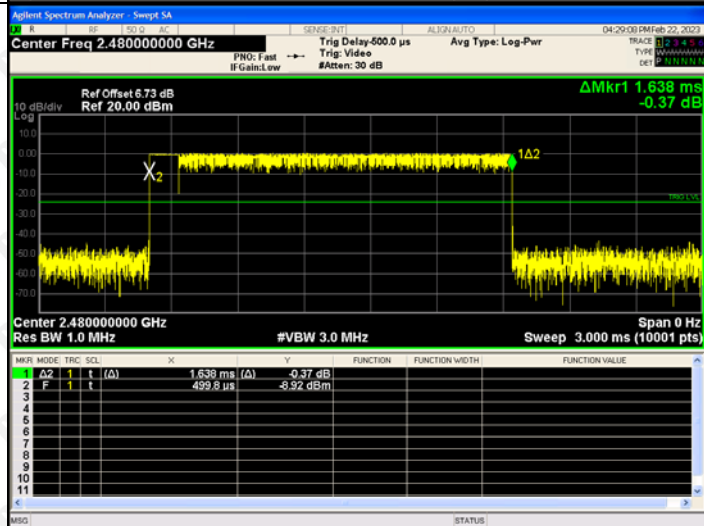 Agilent Spectrum Analyzer - Swept SA
R RF 50 Ω AC SENSE:INT ALIGNAUTO 04:29:08 PM Feb 22, 2023
Center Freq 2.480000000 GHz
PNO: Fast
IFGain:Low
Trig Delay-500.0 µs
Trig: Video
#Atten: 30 dB
Avg Type: Log-Pwr
TRACE 1 2 3 4 5 6
TYPE
DET P N N N N N
ΔMkr1 1.638 ms
-0.37 dB
Ref Offset 6.73 dB
10 dB/div Ref 20.00 dBm
Log
10.0
0.00
-10.0
-20.0
-30.0
-40.0
-50.0
-60.0
-70.0
X2
1Δ2
TRIG LVL
Center 2.480000000 GHz Span 0 Hz
Res BW 1.0 MHz #VBW 3.0 MHz Sweep 3.000 ms (10001 pts)
MKR MODE TRC SCL X Y FUNCTION FUNCTION WIDTH FUNCTION VALUE
1 Δ2 1 t (Δ) 1.638 ms (Δ) -0.37 dB
2 F 1 t 499.8 µs -8.92 dBm
3
4
5
6
7
8
9
10
11
MSG STATUS